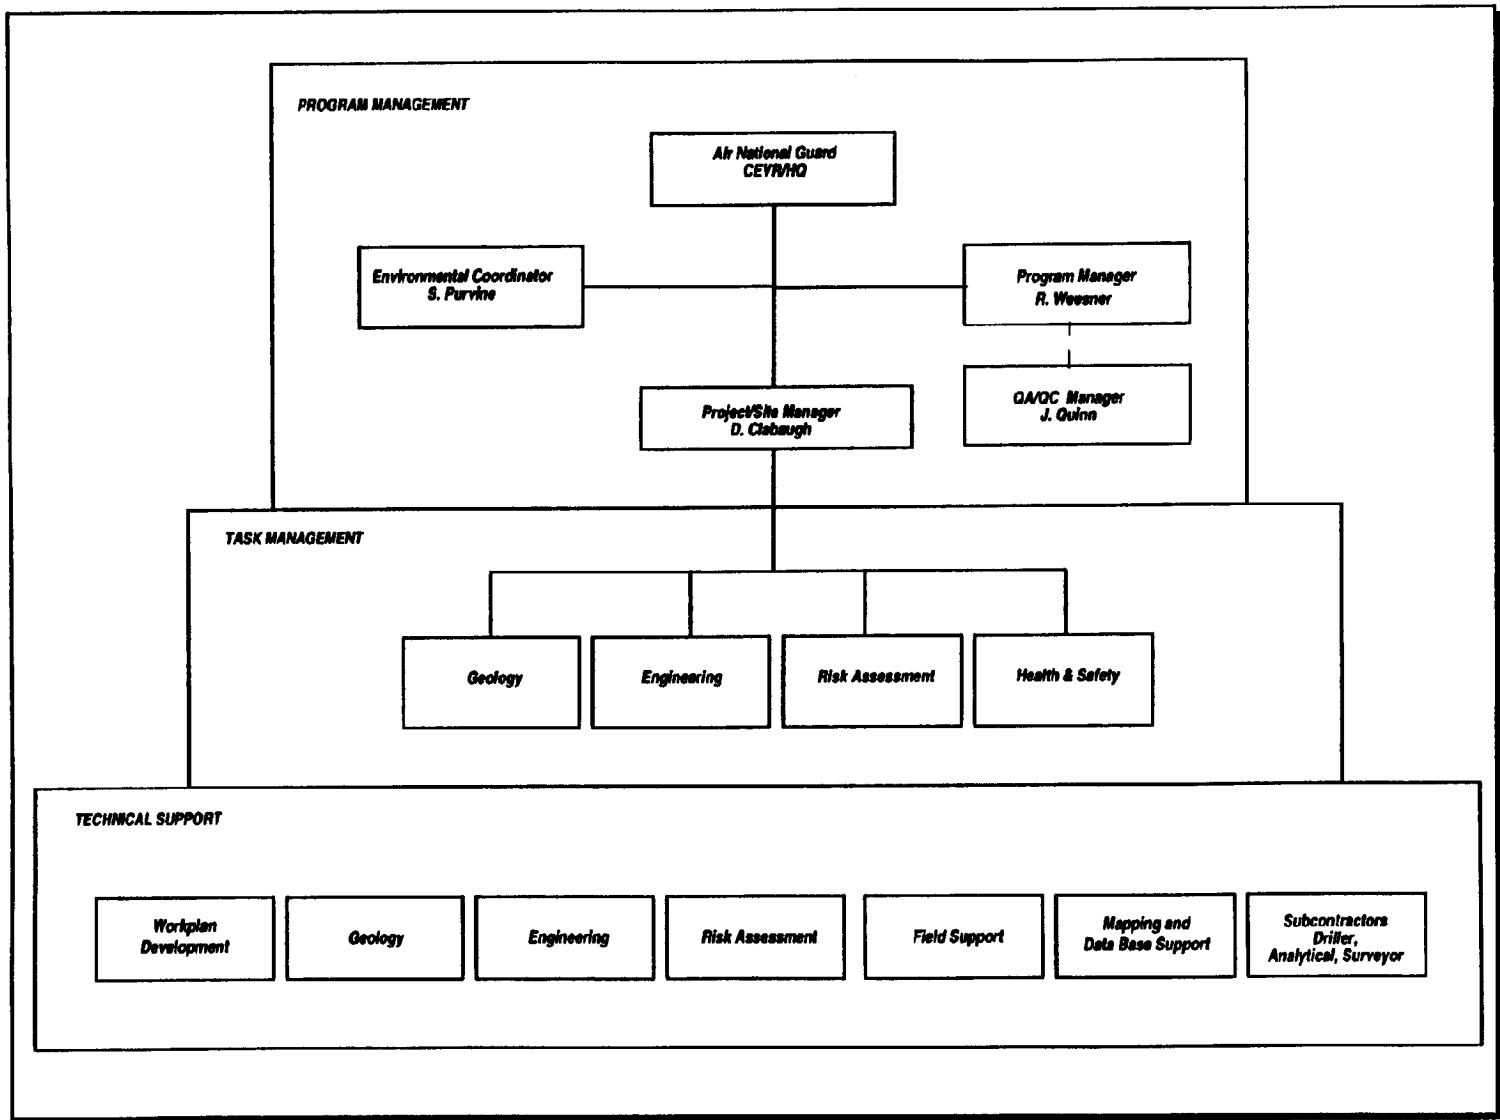 PROGRAM MANAGEMENT
Air National Guard
CEVR/HQ
Environmental Coordinator
S. Purvine
Program Manager
R. Weesner
Project/Site Manager
D. Clabaugh
QA/QC Manager
J. Quinn
TASK MANAGEMENT
Geology
Engineering
Risk Assessment
Health & Safety
TECHNICAL SUPPORT
Workplan
Development
Geology
Engineering
Risk Assessment
Field Support
Mapping and
Data Base Support
Subcontractors
Driller,
Analytical, Surveyor